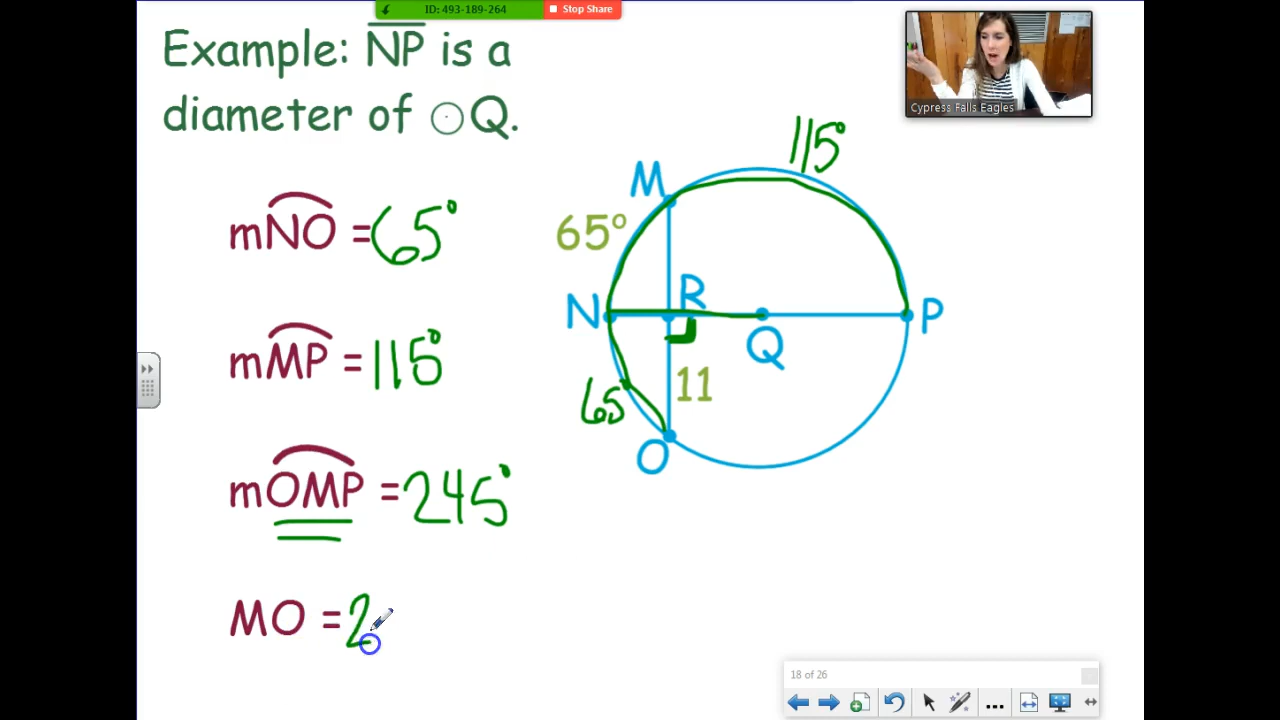 ID: 493-189-264
Stop Share
Example: NP is a
diameter of ⊙Q.
Cypress Falls Eagles
mNO = 65°
mMP = 115°
mOMP = 245°
MO = 2
115°
M
65°
N
R
Q
P
65
11
O
18 of 26
...